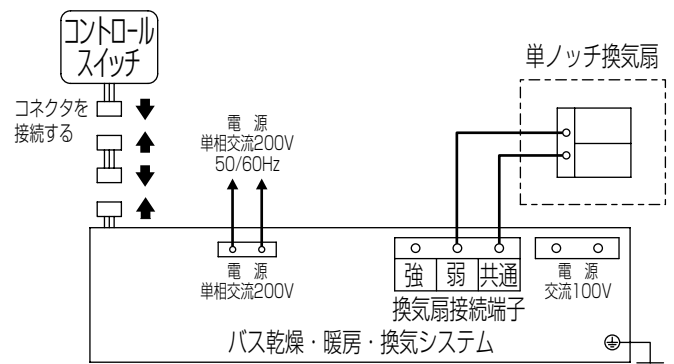 コントロール
スイッチ
コネクタを
接続する
電 源
単相交流200V
50/60Hz
単ノッチ換気扇
電 源
単相交流200V
強 弱 共通
換気扇接続端子
電 源
交流100V
バス乾燥・暖房・換気システム